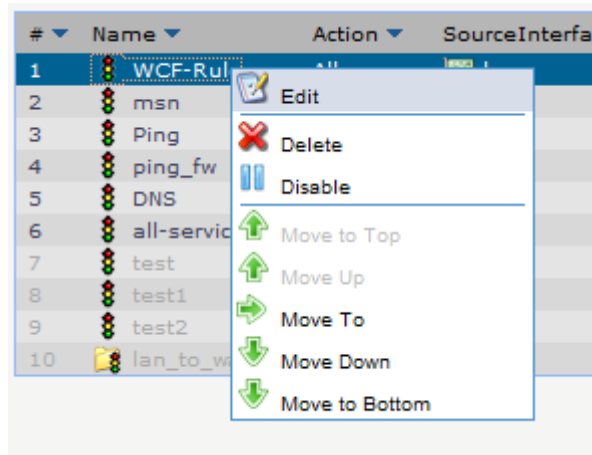 # Name Action SourceInterfa
1 WCF-Rul
2 msn
3 Ping
4 ping_fw
5 DNS
6 all-servic
7 test
8 test1
9 test2
10 lan_to_wa
Edit
Delete
Disable
Move to Top
Move Up
Move To
Move Down
Move to Bottom